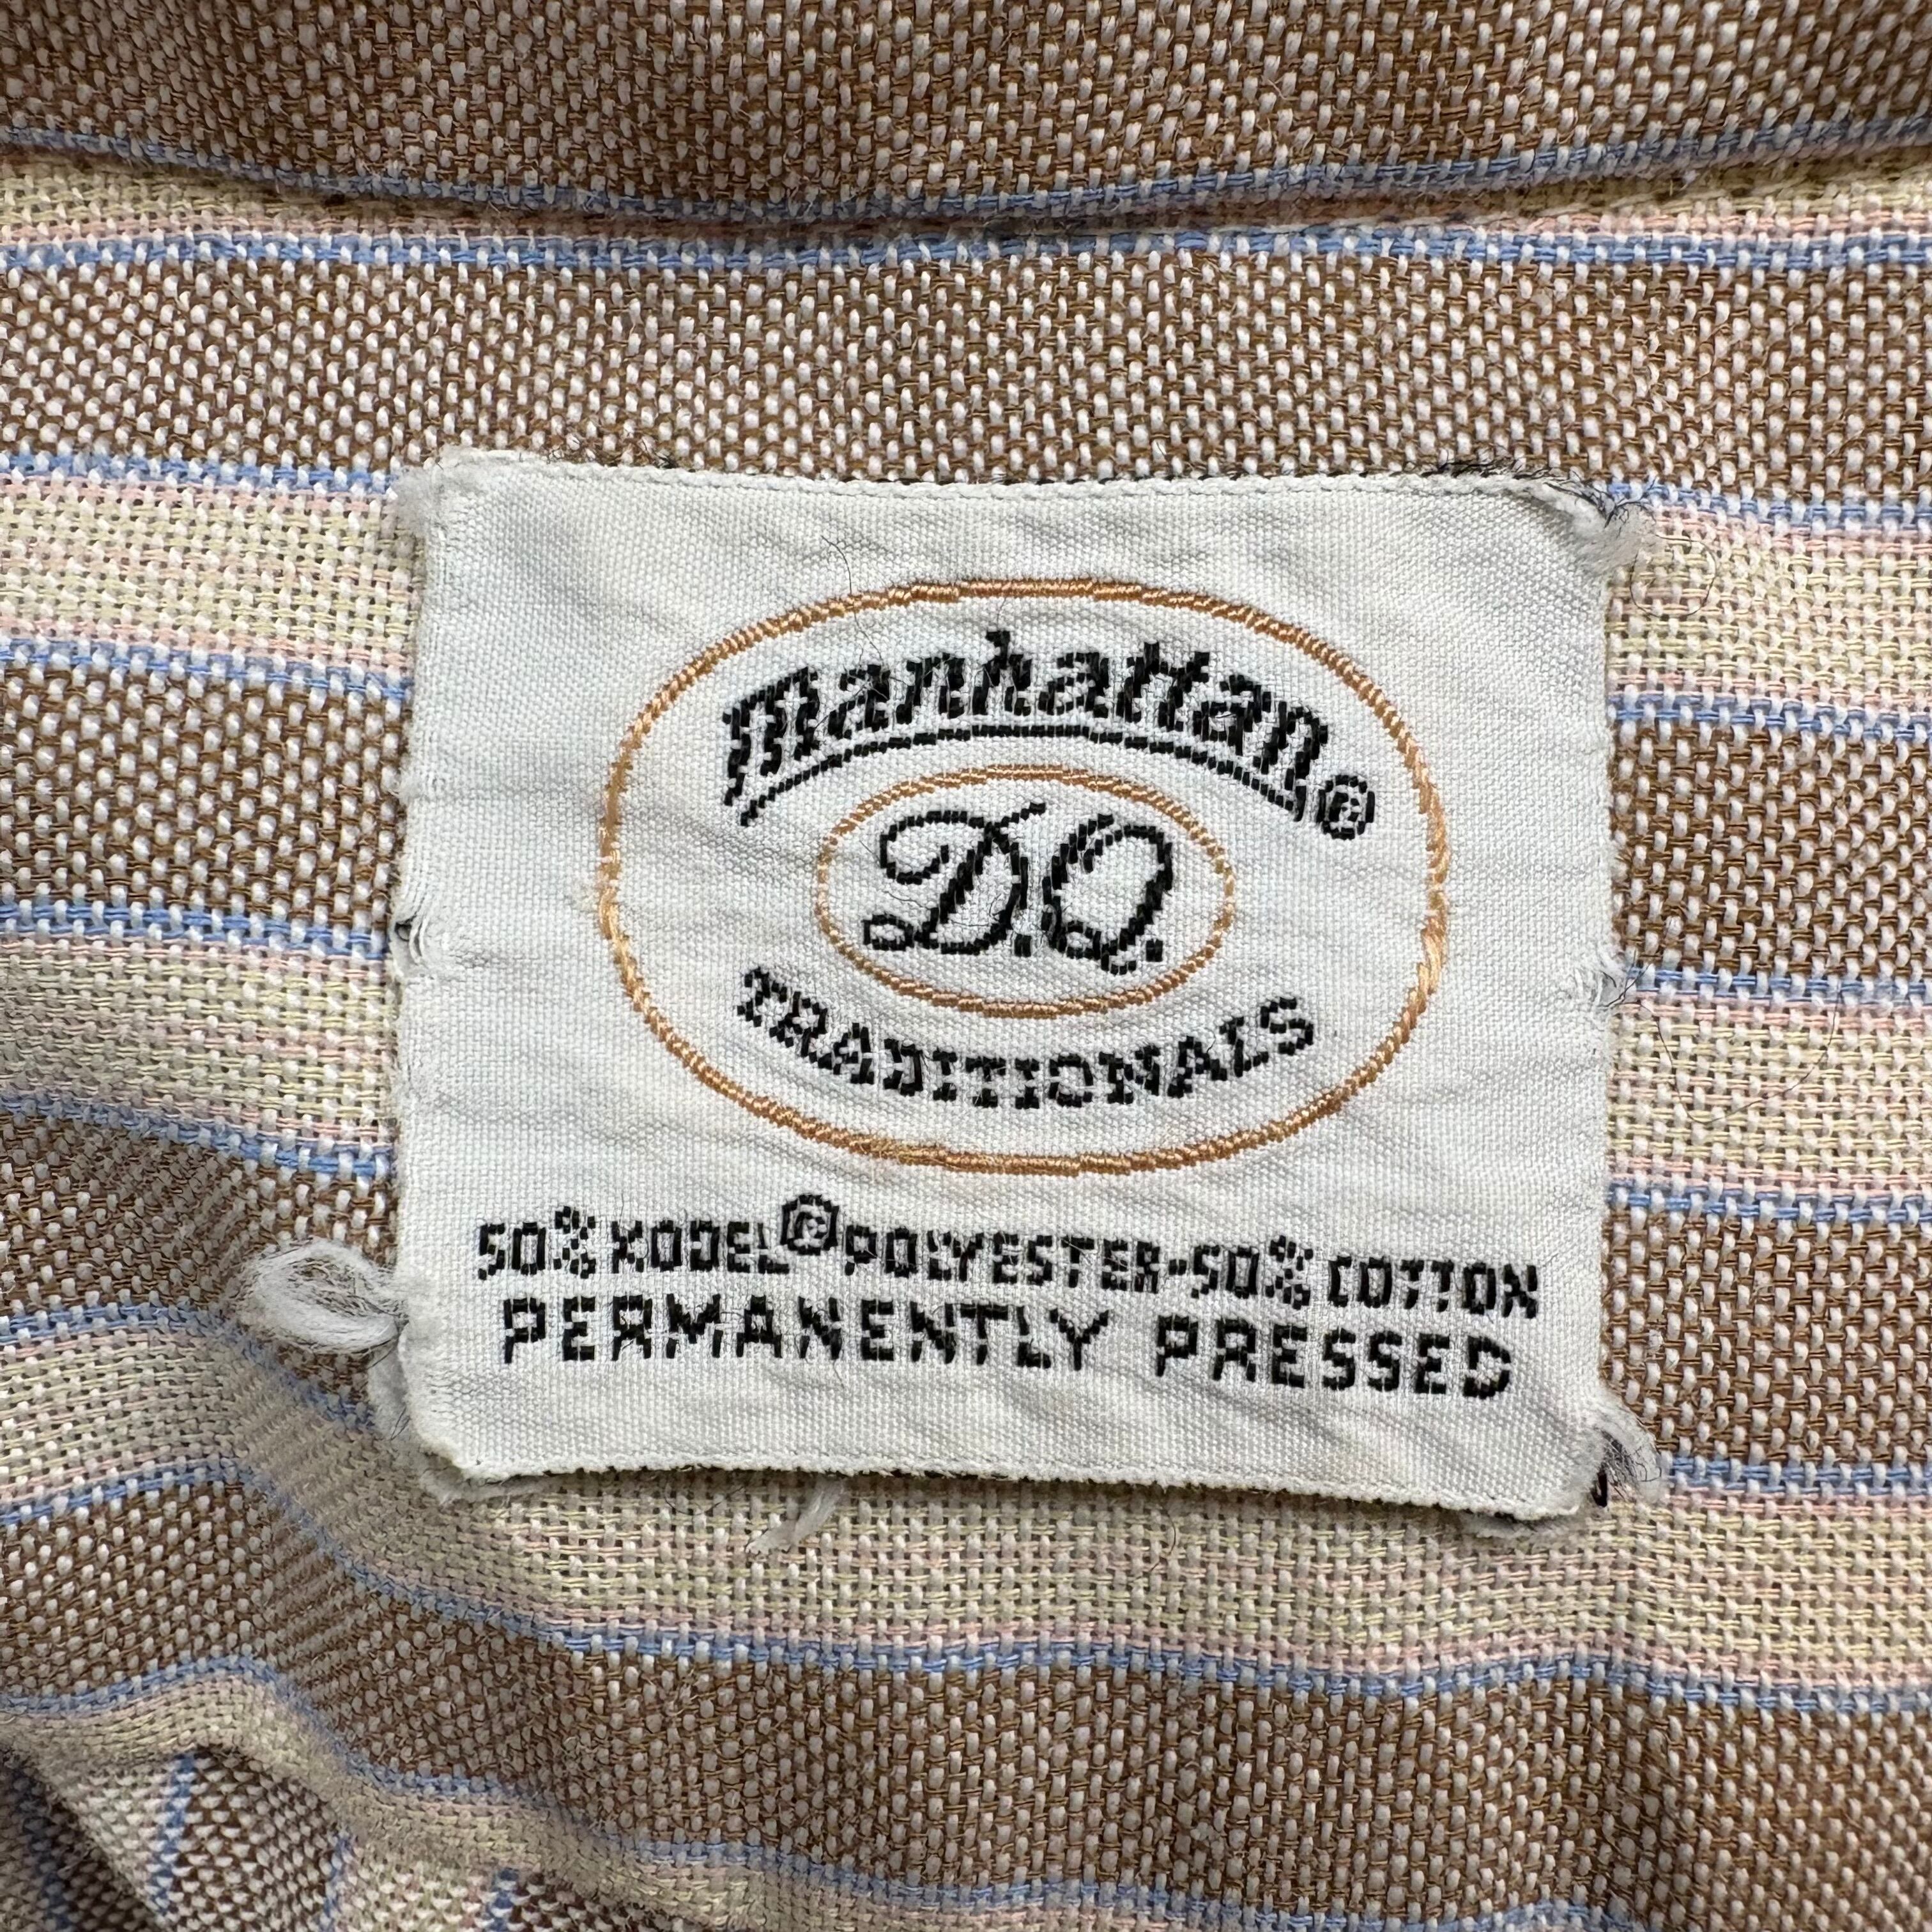 Manhattan®
D.Q.
TRADITIONALS
50% KODEL® POLYESTER-50% COTTON
PERMANENTLY PRESSED